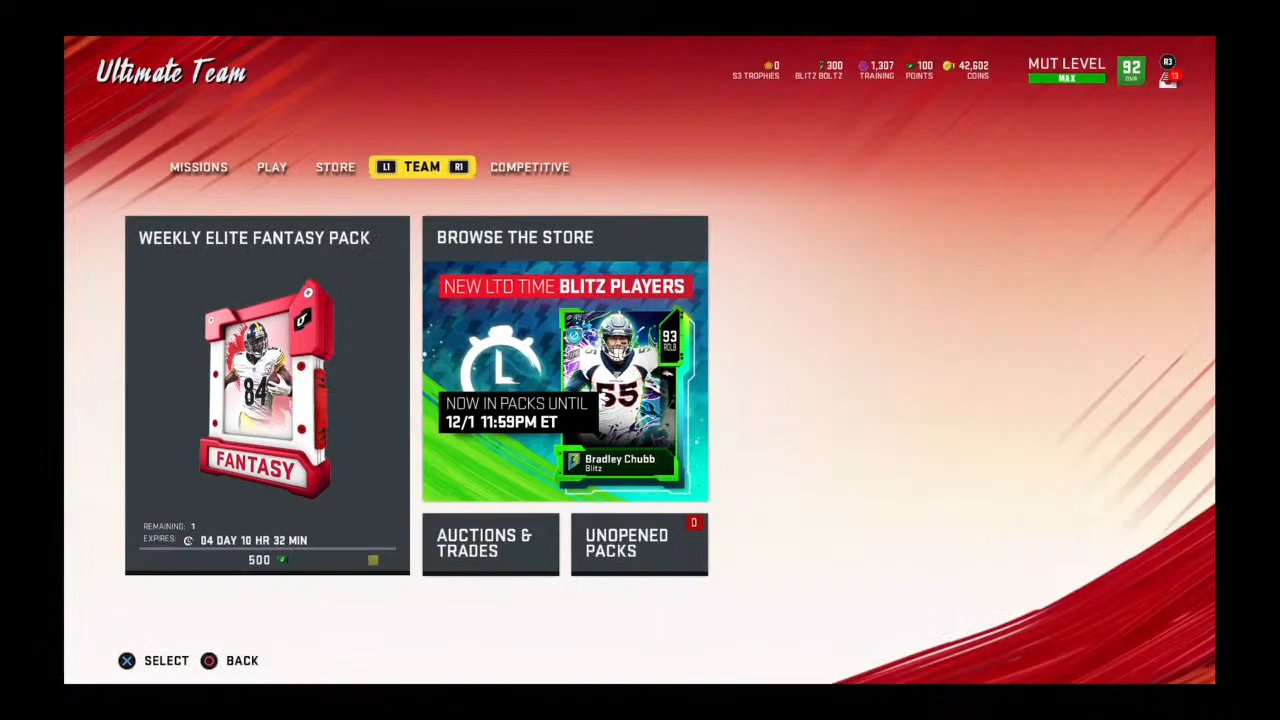 Ultimate Team
0
S3 TROPHIES
300
BLITZ BOLTZ
1,307
TRAINING
100
POINTS
42,602
COINS
MUT LEVEL
MAX
92
OVR
R3
13
MISSIONS
PLAY
STORE
L1 TEAM R1
COMPETITIVE
WEEKLY ELITE FANTASY PACK
84
FANTASY
REMAINING: 1
EXPIRES: 04 DAY 10 HR 32 MIN
500
BROWSE THE STORE
NEW LTD TIME BLITZ PLAYERS
93
ROLB
55
NOW IN PACKS UNTIL
12/1 11:59PM ET
Bradley Chubb
Blitz
AUCTIONS &
TRADES
UNOPENED
PACKS
0
SELECT
BACK